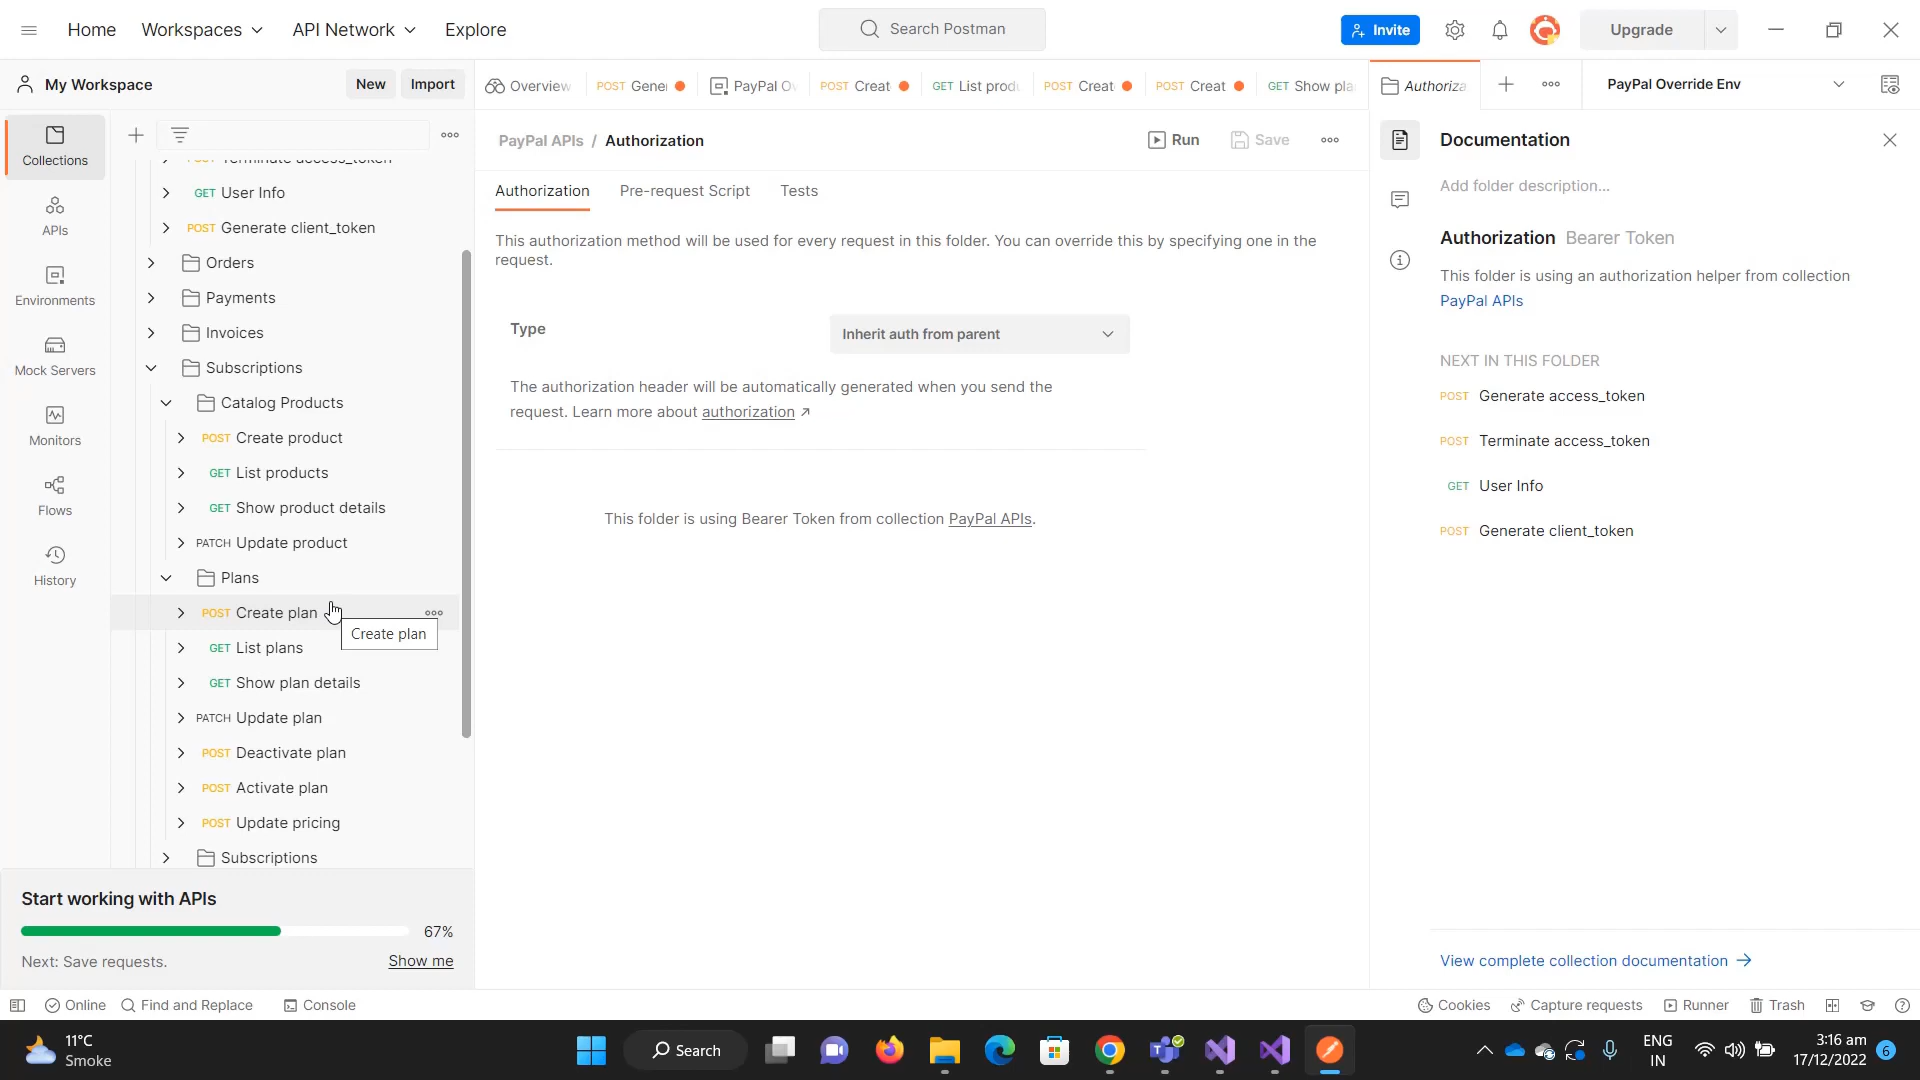 Home
Workspaces
API Network
Explore
Search Postman
Invite
Upgrade
My Workspace
New
Import
Overview
POST Gener
PayPal O
POST Creat
GET List produ
POST Creat
POST Creat
GET Show pla
Authoriza
PayPal Override Env
Collections
APIs
Environments
Mock Servers
Monitors
Flows
History
Terminate access_token
GET User Info
POST Generate client_token
Orders
Payments
Invoices
Subscriptions
Catalog Products
POST Create product
GET List products
GET Show product details
PATCH Update product
Plans
POST Create plan
Create plan
GET List plans
GET Show plan details
PATCH Update plan
POST Deactivate plan
POST Activate plan
POST Update pricing
Subscriptions
Start working with APIs
67%
Next: Save requests.
Show me
PayPal APIs / Authorization
Run
Save
Authorization
Pre-request Script
Tests
This authorization method will be used for every request in this folder. You can override this by specifying one in the
request.
Type
Inherit auth from parent
The authorization header will be automatically generated when you send the
request. Learn more about authorization ↗
This folder is using Bearer Token from collection PayPal APIs.
Documentation
Add folder description...
Authorization Bearer Token
This folder is using an authorization helper from collection
PayPal APIs
NEXT IN THIS FOLDER
POST Generate access_token
POST Terminate access_token
GET User Info
POST Generate client_token
View complete collection documentation →
Online
Find and Replace
Console
Cookies
Capture requests
Runner
Trash
11°C
Smoke
Search
ENG
IN
3:16 am
17/12/2022
6